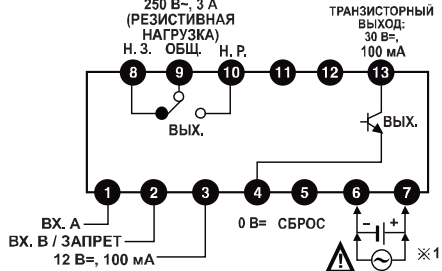 250 В~, 3 А
(РЕЗИСТИВНАЯ
НАГРУЗКА)
Н. З. ОБЩ. Н. Р.
ТРАНЗИСТОРНЫЙ
ВЫХОД:
30 В=,
100 мА
8 9 10 11 12 13
ВЫХ.
ВЫХ.
1 2 3 4 5 6 7
ВХ. А
ВХ. В / ЗАПРЕТ
12 В=, 100 мА
0 В= СБРОС
− +
※1